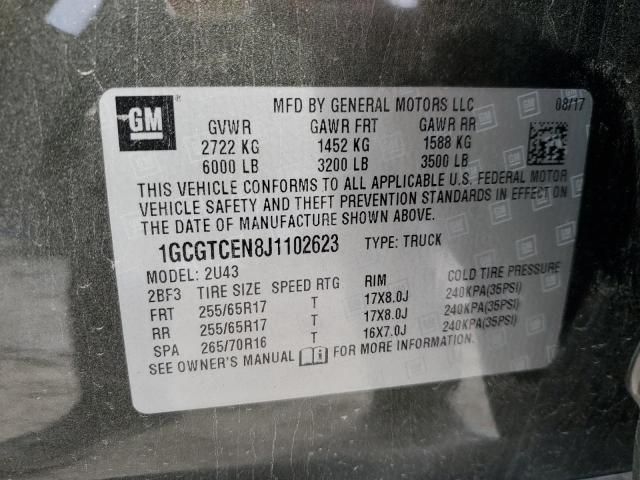 GM
MFD BY GENERAL MOTORS LLC 08/17
GVWR GAWR FRT GAWR RR
2722 KG 1452 KG 1588 KG
6000 LB 3200 LB 3500 LB
THIS VEHICLE CONFORMS TO ALL APPLICABLE U.S. FEDERAL MOTOR
VEHICLE SAFETY AND THEFT PREVENTION STANDARDS IN EFFECT ON
THE DATE OF MANUFACTURE SHOWN ABOVE.
1GCGTCEN8J1102623 TYPE: TRUCK
MODEL: 2U43
2BF3 TIRE SIZE SPEED RTG RIM COLD TIRE PRESSURE
FRT 255/65R17 T 17X8.0J 240KPA(35PSI)
RR 255/65R17 T 17X8.0J 240KPA(35PSI)
SPA 265/70R16 T 16X7.0J 240KPA(35PSI)
SEE OWNER'S MANUAL FOR MORE INFORMATION.